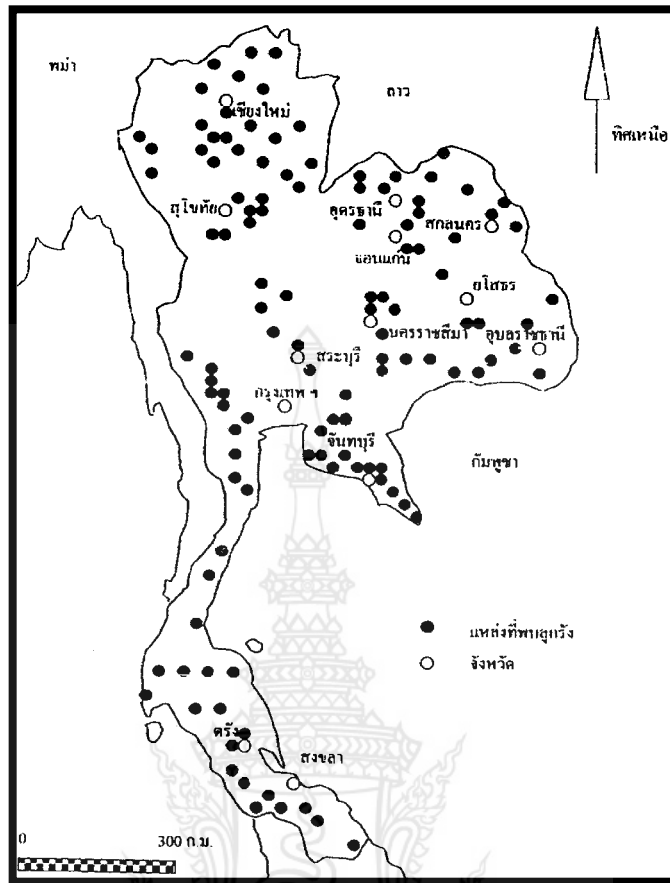 พม่า
ลาว
ทิศเหนือ
เชียงใหม่
สุโขทัย
อุดรธานี
สกลนคร
ขอนแก่น
ยโสธร
นครราชสีมา
อุบลราชธานี
สระบุรี
กรุงเทพ ฯ
จันทบุรี
กัมพูชา
แหล่งที่พบลูกรัง
จังหวัด
ตรัง
สงขลา
0 300 ก.ม.